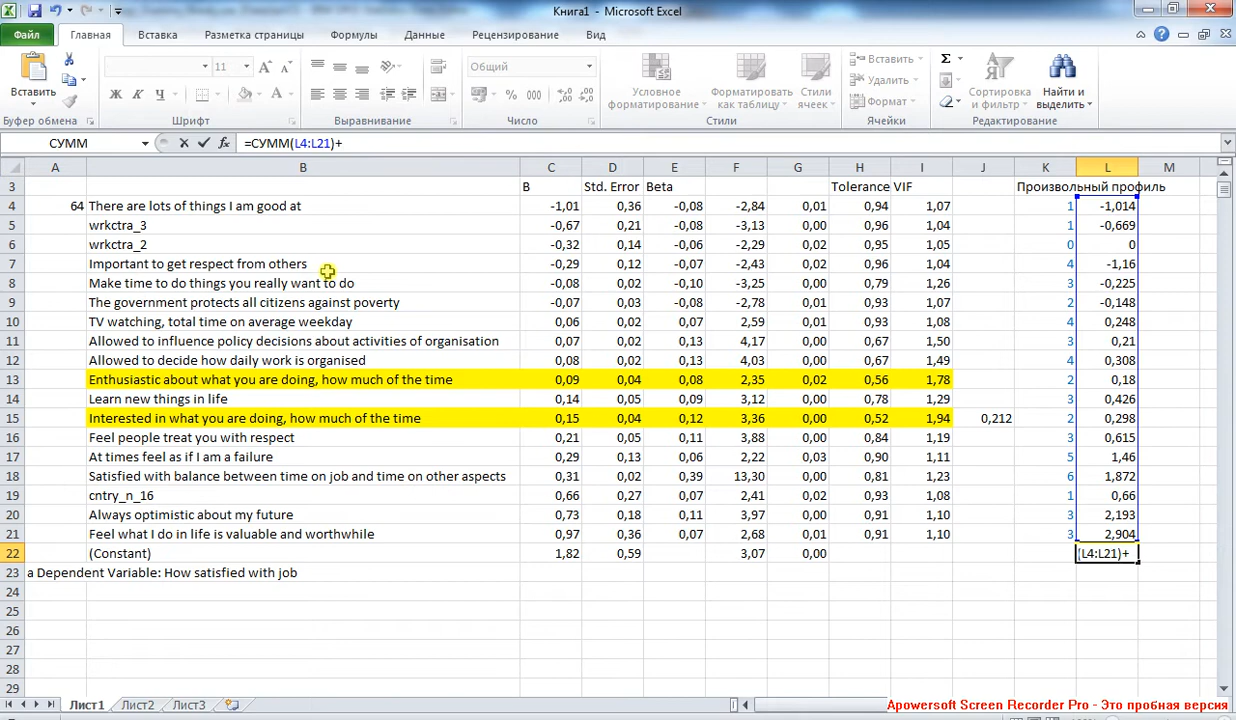 Книга1 - Microsoft Excel
Файл Главная Вставка Разметка страницы Формулы Данные Рецензирование Вид
Вставить
Буфер обмена
11
Ж К Ч
Шрифт
Выравнивание
Общий
% 000
Число
Условное форматирование
Форматировать как таблицу
Стили ячеек
Стили
Вставить
Удалить
Формат
Ячейки
Σ
Сортировка и фильтр
Найти и выделить
Редактирование
СУММ fx =СУММ(L4:L21)+
A B C D E F G H I J K L M
3 B Std. Error Beta Tolerance VIF Произвольный профиль
4 64 There are lots of things I am good at -1,01 0,36 -0,08 -2,84 0,01 0,94 1,07 1 -1,014
5 wrkctra_3 -0,67 0,21 -0,08 -3,13 0,00 0,96 1,04 1 -0,669
6 wrkctra_2 -0,32 0,14 -0,06 -2,29 0,02 0,95 1,05 0 0
7 Important to get respect from others -0,29 0,12 -0,07 -2,43 0,02 0,96 1,04 4 -1,16
8 Make time to do things you really want to do -0,08 0,02 -0,10 -3,25 0,00 0,79 1,26 3 -0,225
9 The government protects all citizens against poverty -0,07 0,03 -0,08 -2,78 0,01 0,93 1,07 2 -0,148
10 TV watching, total time on average weekday 0,06 0,02 0,07 2,59 0,01 0,93 1,08 4 0,248
11 Allowed to influence policy decisions about activities of organisation 0,07 0,02 0,13 4,17 0,00 0,67 1,50 3 0,21
12 Allowed to decide how daily work is organised 0,08 0,02 0,13 4,03 0,00 0,67 1,49 4 0,308
13 Enthusiastic about what you are doing, how much of the time 0,09 0,04 0,08 2,35 0,02 0,56 1,78 2 0,18
14 Learn new things in life 0,14 0,05 0,09 3,12 0,00 0,78 1,29 3 0,426
15 Interested in what you are doing, how much of the time 0,15 0,04 0,12 3,36 0,00 0,52 1,94 0,212 2 0,298
16 Feel people treat you with respect 0,21 0,05 0,11 3,88 0,00 0,84 1,19 3 0,615
17 At times feel as if I am a failure 0,29 0,13 0,06 2,22 0,03 0,90 1,11 5 1,46
18 Satisfied with balance between time on job and time on other aspects 0,31 0,02 0,39 13,30 0,00 0,81 1,23 6 1,872
19 cntry_n_16 0,66 0,27 0,07 2,41 0,02 0,93 1,08 1 0,66
20 Always optimistic about my future 0,73 0,18 0,11 3,97 0,00 0,91 1,10 3 2,193
21 Feel what I do in life is valuable and worthwhile 0,97 0,36 0,07 2,68 0,01 0,91 1,10 3 2,904
22 (Constant) 1,82 0,59 3,07 0,00 (L4:L21)+
23 a Dependent Variable: How satisfied with job
24
25
26
27
28
29
Лист1 Лист2 Лист3
Apowersoft Screen Recorder Pro - Это пробная версия